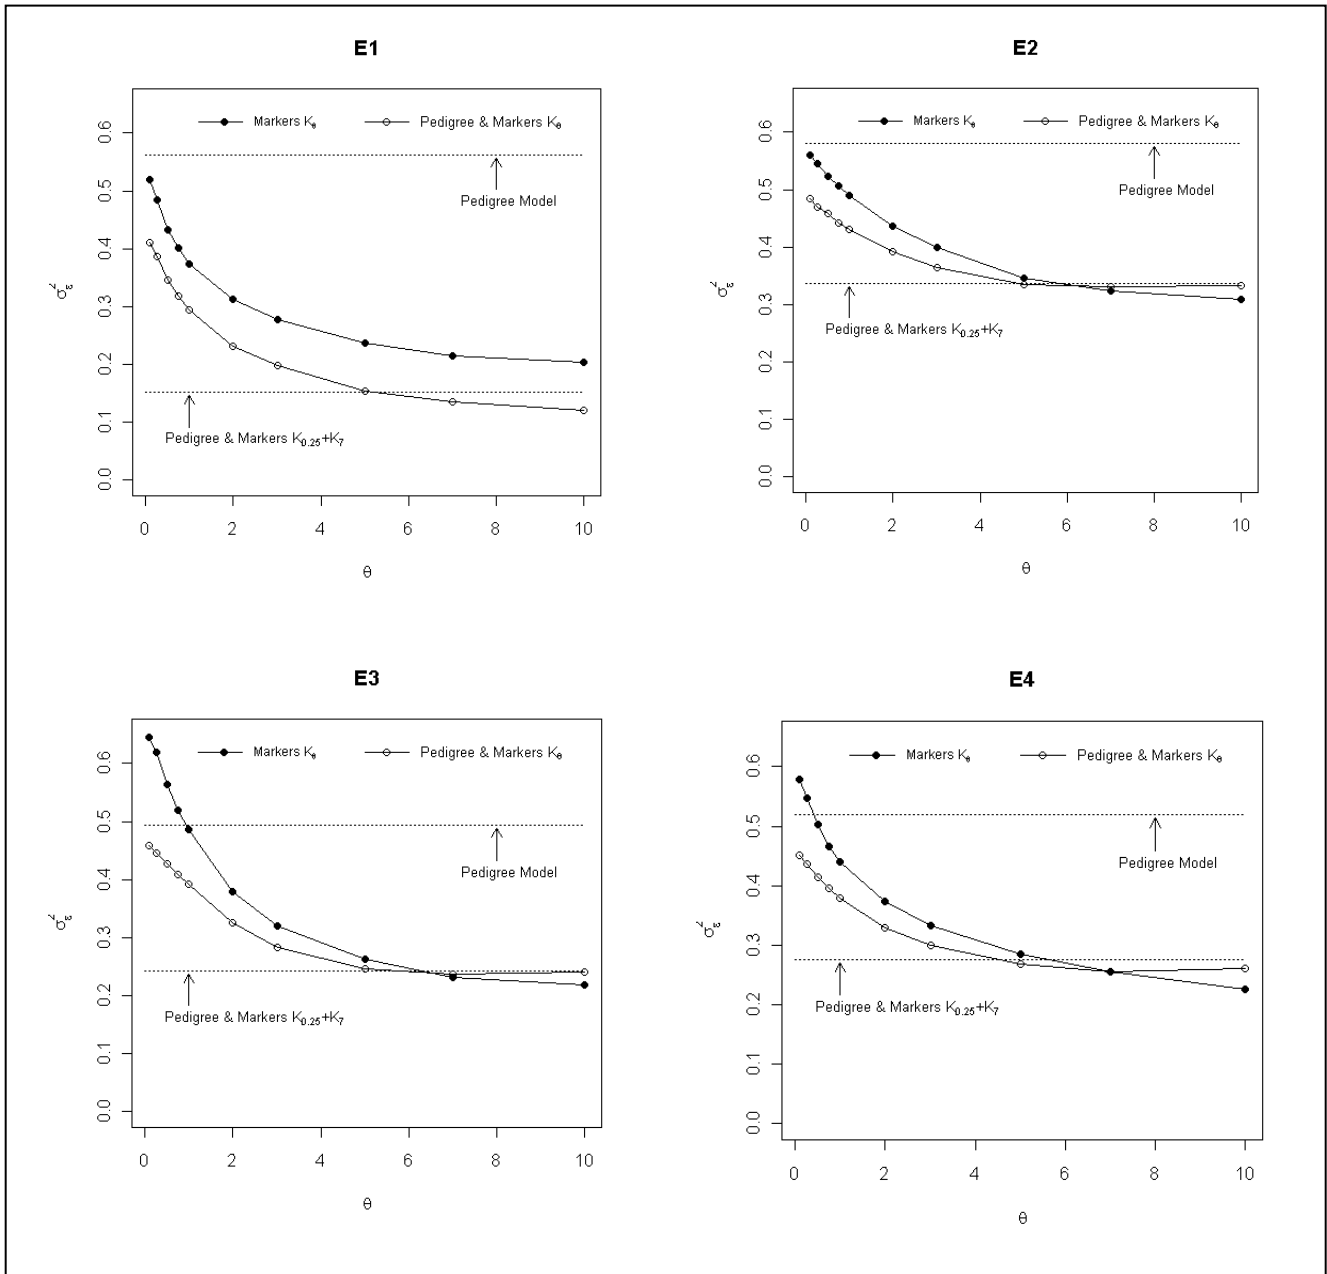 E1
Markers Kθ
Pedigree & Markers Kθ
Pedigree Model
Pedigree & Markers K0.25+K7
0.0 0.1 0.2 0.3 0.4 0.5 0.6
σε2
0 2 4 6 8 10
θ
E2
Markers Kθ
Pedigree & Markers Kθ
Pedigree Model
Pedigree & Markers K0.25+K7
0.0 0.1 0.2 0.3 0.4 0.5 0.6
σε2
0 2 4 6 8 10
θ
E3
Markers Kθ
Pedigree & Markers Kθ
Pedigree Model
Pedigree & Markers K0.25+K7
0.0 0.1 0.2 0.3 0.4 0.5 0.6
σε2
0 2 4 6 8 10
θ
E4
Markers Kθ
Pedigree & Markers Kθ
Pedigree Model
Pedigree & Markers K0.25+K7
0.0 0.1 0.2 0.3 0.4 0.5 0.6
σε2
0 2 4 6 8 10
θ